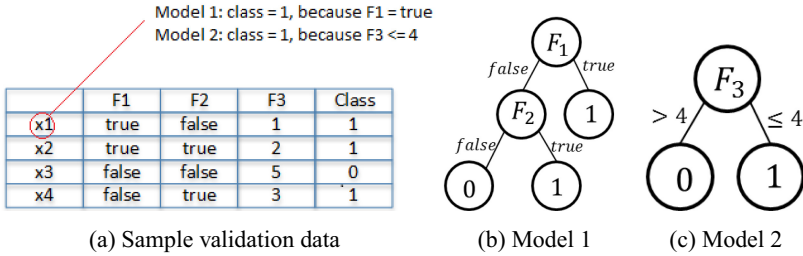 Model 1: class = 1, because F1 = true
Model 2: class = 1, because F3 <= 4
F1 F2 F3 Class
x1 true false 1 1
x2 true true 2 1
x3 false false 5 0
x4 false true 3 1
(a) Sample validation data
F1
false true
F2 1
false true
0 1
(b) Model 1
F3
> 4 ≤ 4
0 1
(c) Model 2